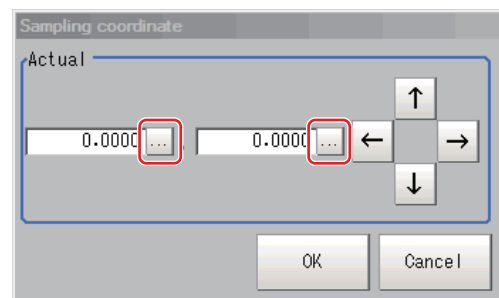 Sampling coordinate
Actual
0.0000 ... , 0.0000 ... ← ↑ → ↓
OK Cancel